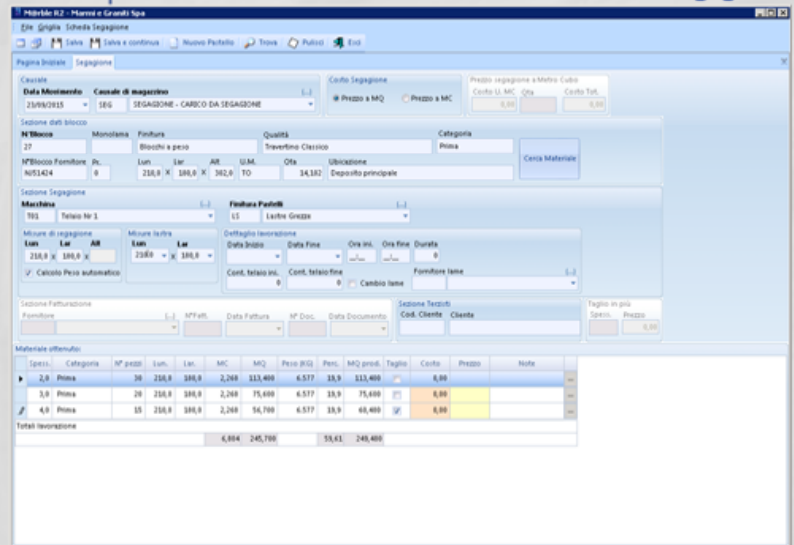 Mārble R2 - Marmi e Graniti Spa
File Griglia Scheda Segagione
Salva Salva e continua Nuovo Pastello Trova Pulisci Esci
Pagina Iniziale Segagione
Causale
Data Movimento Causale di magazzino [...]
23/09/2015 SEG SEGAGIONE - CARICO DA SEGAGIONE
Costo Segagione
Prezzo a MQ Prezzo a MC
Prezzo segagione a Metro Cubo
Costo U. MC Qta Costo Tot.
0,00 0,00
Sezione dati blocco
N°Blocco Monolama Finitura Qualità Categoria
27 Blocchi a peso Travertino Classico Prima
Cerca Materiale
N°Blocco Fornitore Pc. Lun Lar Alt U.M. Qta Ubicazione
NJ51424 0 210,0 X 180,0 X 302,0 TO 14,182 Deposito principale
Sezione Segagione
Macchina [...] Finitura Pastelli [...]
T01 Telaio Nr 1 LS Lastre Grezze
Misure di segagione
Lun Lar Alt
210,0 x 180,0 x
Calcolo Peso automatico
Misure lastra
Lun Lar
210,0 x 180,0
Dettaglio lavorazione
Data Inizio Data Fine Ora ini. Ora fine Durata
0
Cont. telaio ini. Cont. telaio fine Fornitore lame [...]
0 0 Cambio lame
Sezione Fatturazione
Fornitore [...] N°Fatt. Data Fattura N° Doc. Data Documento
Sezione Terzisti
Cod. Cliente Cliente
Taglio in più
Spess. Prezzo
0,00
Materiale ottenuto:
Spess. Categoria N° pezzi Lun. Lar. MC MQ Peso (KG) Perc. MQ prod. Taglio Costo Prezzo Note
2,0 Prima 30 210,0 180,0 2,268 113,400 6.577 19,9 113,400 0,00
3,0 Prima 20 210,0 180,0 2,268 75,600 6.577 19,9 75,600 0,00
4,0 Prima 15 210,0 180,0 2,268 56,700 6.577 19,9 60,480 0,00
Totali lavorazione
6,804 245,700 59,61 249,480